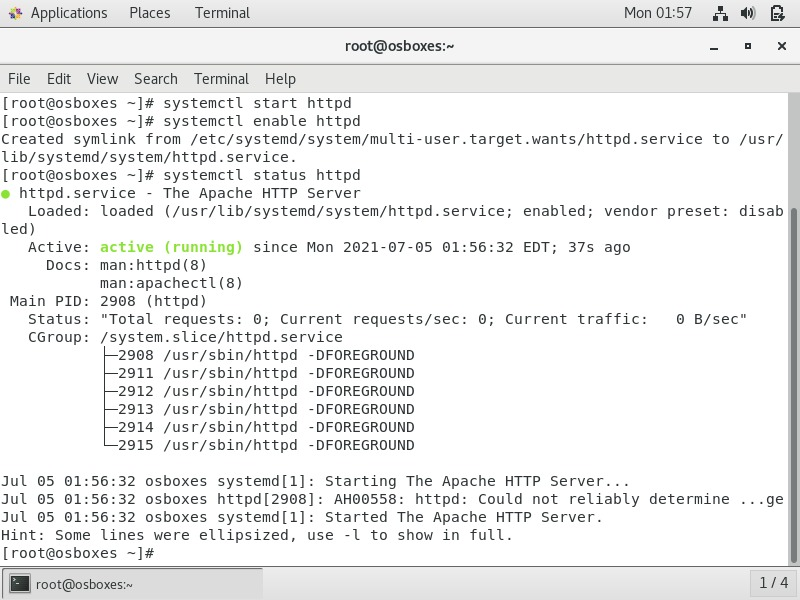 Applications Places Terminal Mon 01:57
root@osboxes:~
File Edit View Search Terminal Help
[root@osboxes ~]# systemctl start httpd
[root@osboxes ~]# systemctl enable httpd
Created symlink from /etc/systemd/system/multi-user.target.wants/httpd.service to /usr/
lib/systemd/system/httpd.service.
[root@osboxes ~]# systemctl status httpd
● httpd.service - The Apache HTTP Server
   Loaded: loaded (/usr/lib/systemd/system/httpd.service; enabled; vendor preset: disab
led)
   Active: active (running) since Mon 2021-07-05 01:56:32 EDT; 37s ago
     Docs: man:httpd(8)
           man:apachectl(8)
 Main PID: 2908 (httpd)
   Status: "Total requests: 0; Current requests/sec: 0; Current traffic:   0 B/sec"
   CGroup: /system.slice/httpd.service
           ├─2908 /usr/sbin/httpd -DFOREGROUND
           ├─2911 /usr/sbin/httpd -DFOREGROUND
           ├─2912 /usr/sbin/httpd -DFOREGROUND
           ├─2913 /usr/sbin/httpd -DFOREGROUND
           ├─2914 /usr/sbin/httpd -DFOREGROUND
           └─2915 /usr/sbin/httpd -DFOREGROUND
Jul 05 01:56:32 osboxes systemd[1]: Starting The Apache HTTP Server...
Jul 05 01:56:32 osboxes httpd[2908]: AH00558: httpd: Could not reliably determine ...ge
Jul 05 01:56:32 osboxes systemd[1]: Started The Apache HTTP Server.
Hint: Some lines were ellipsized, use -l to show in full.
[root@osboxes ~]#
root@osboxes:~ 1 / 4